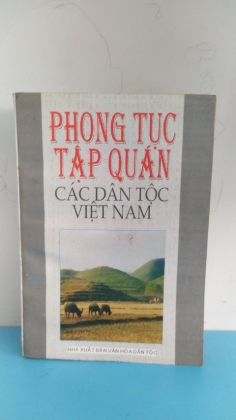 PHONG TỤC
TẬP QUÁN
CÁC DÂN TỘC
VIỆT NAM
NHÀ XUẤT BẢN VĂN HÓA DÂN TỘC